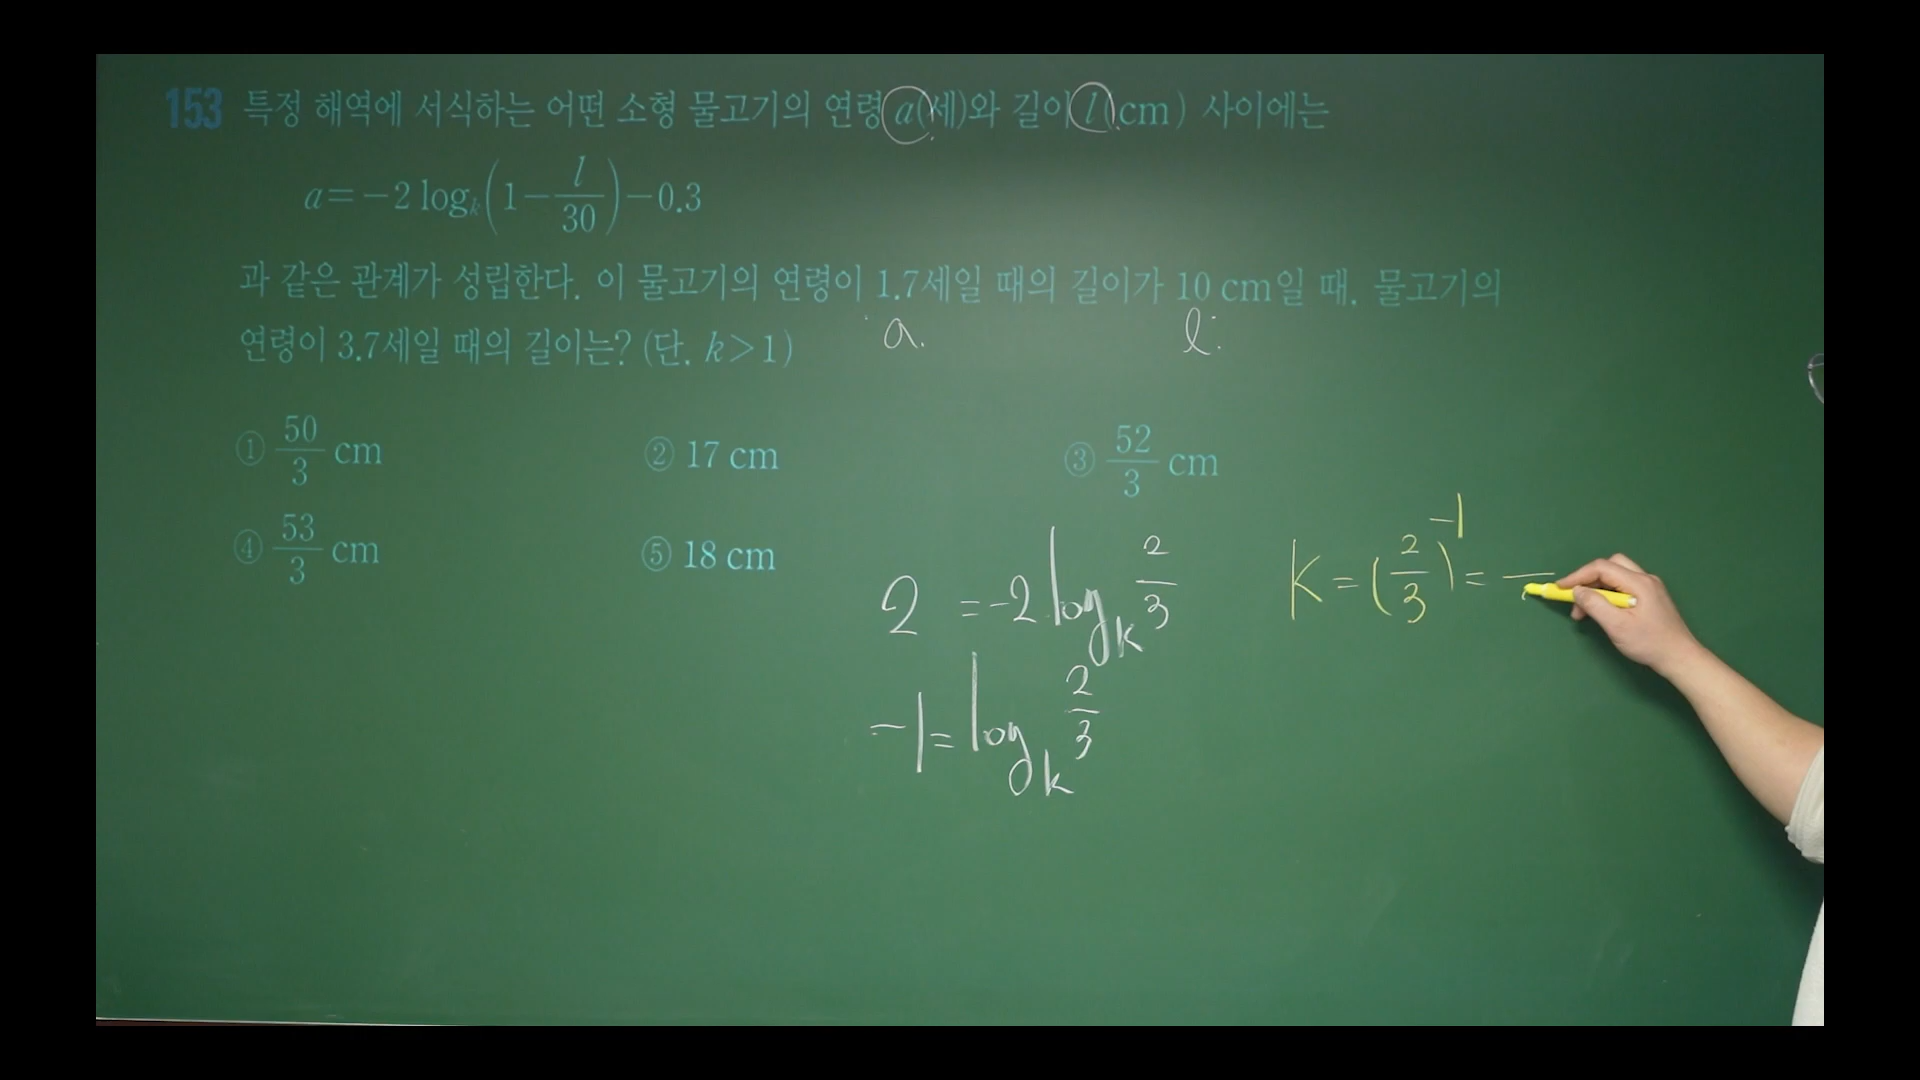 153 특정 해역에 서식하는 어떤 소형 물고기의 연령 a(세)와 길이 l(cm) 사이에는
a=-2 log_k(1-l/30)-0.3
과 같은 관계가 성립한다. 이 물고기의 연령이 1.7세일 때의 길이가 10 cm일 때, 물고기의
a. l.
연령이 3.7세일 때의 길이는? (단, k>1)
① 50/3 cm ② 17 cm ③ 52/3 cm
④ 53/3 cm ⑤ 18 cm
2 = -2 log_k 2/3
-1 = log_k 2/3
k = (2/3)^-1 =